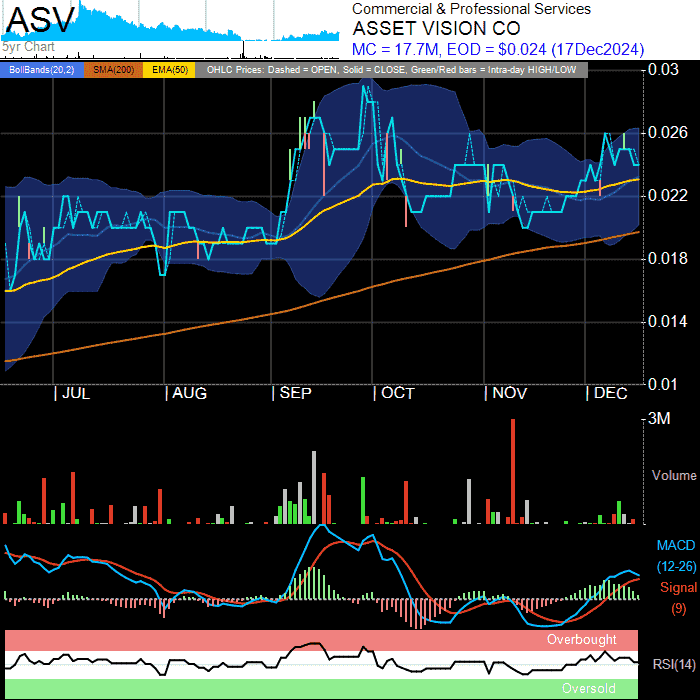 ASV
5yr Chart
Commercial & Professional Services
ASSET VISION CO
MC = 17.7M, EOD = $0.024 (17Dec2024)
BollBands(20,2) SMA(200) EMA(50) OHLC Prices: Dashed = OPEN, Solid = CLOSE, Green/Red bars = Intra-day HIGH/LOW
0.03
0.026
0.022
0.018
0.014
0.01
JUL AUG SEP OCT NOV DEC
3M
Volume
MACD
(12-26)
Signal
(9)
Overbought
RSI(14)
Oversold